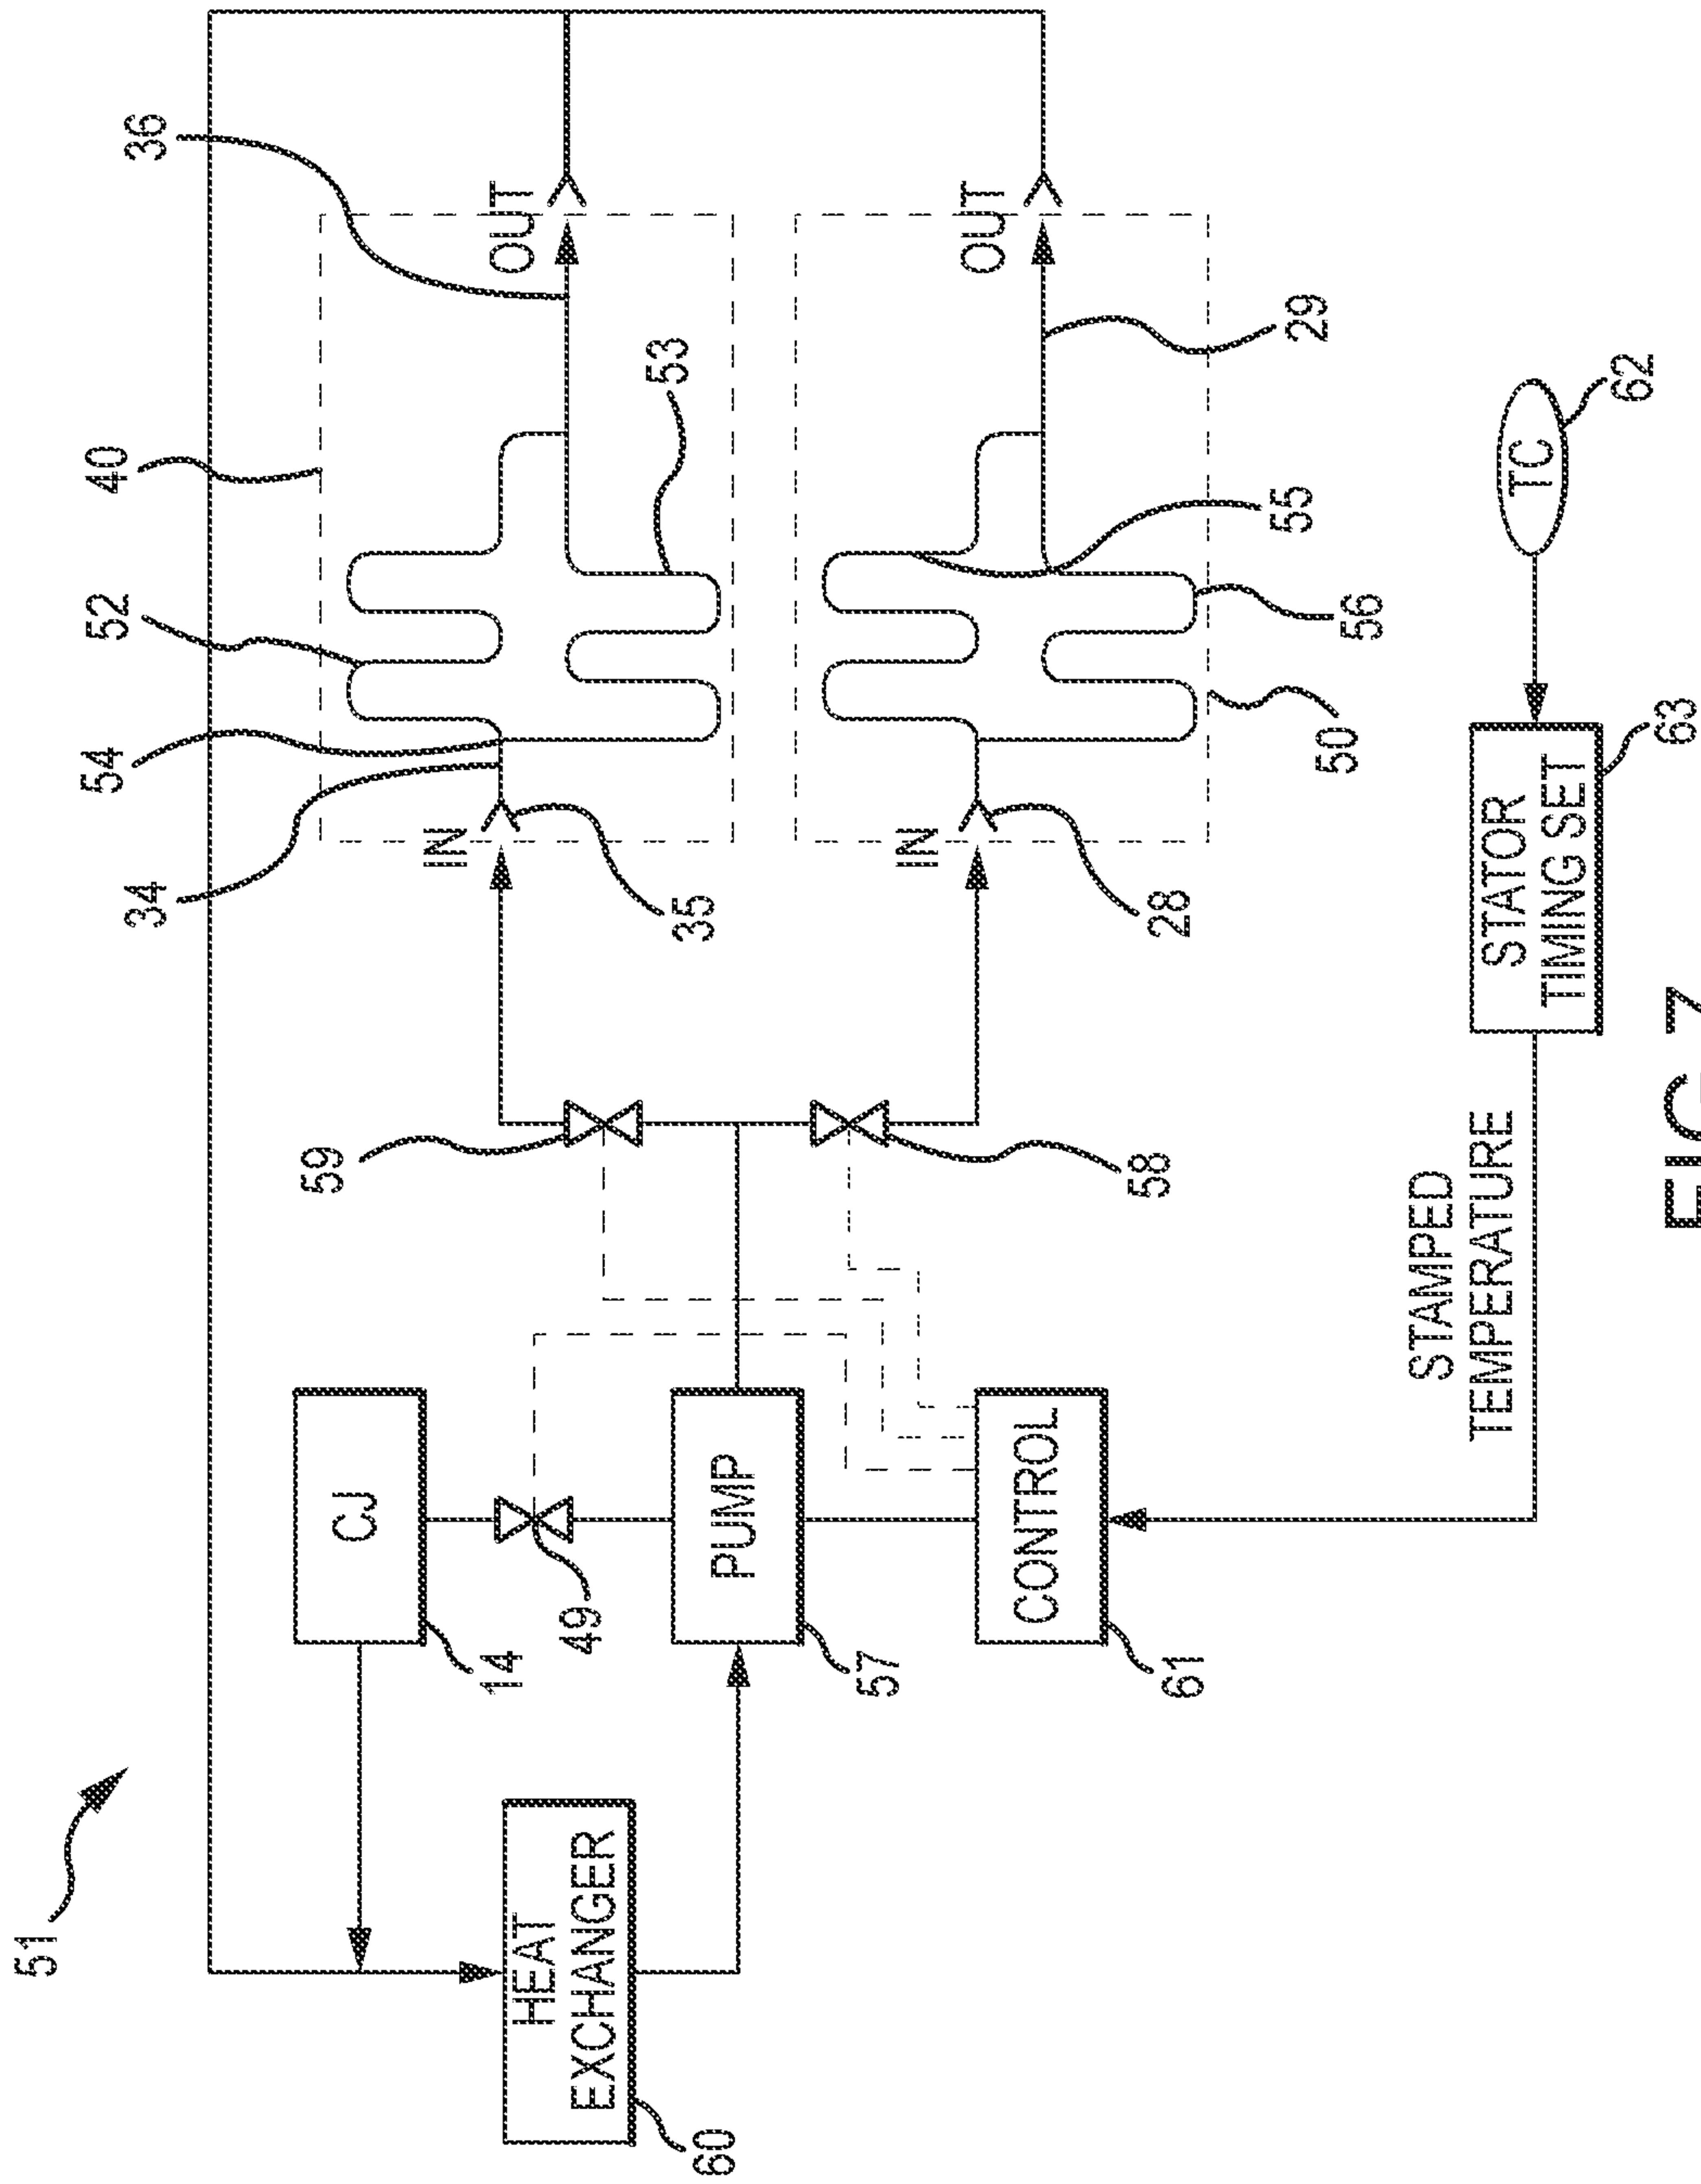 51
40
36
52
54
34
IN
OUT
53
35
59
CJ
14
49
IN
OUT
29
55
56
50
28
58
HEAT
EXCHANGER
60
PUMP
57
CONTROL
61
TC
62
STATOR
TIMING SET
63
STAMPED
TEMPERATURE
FIG. 7